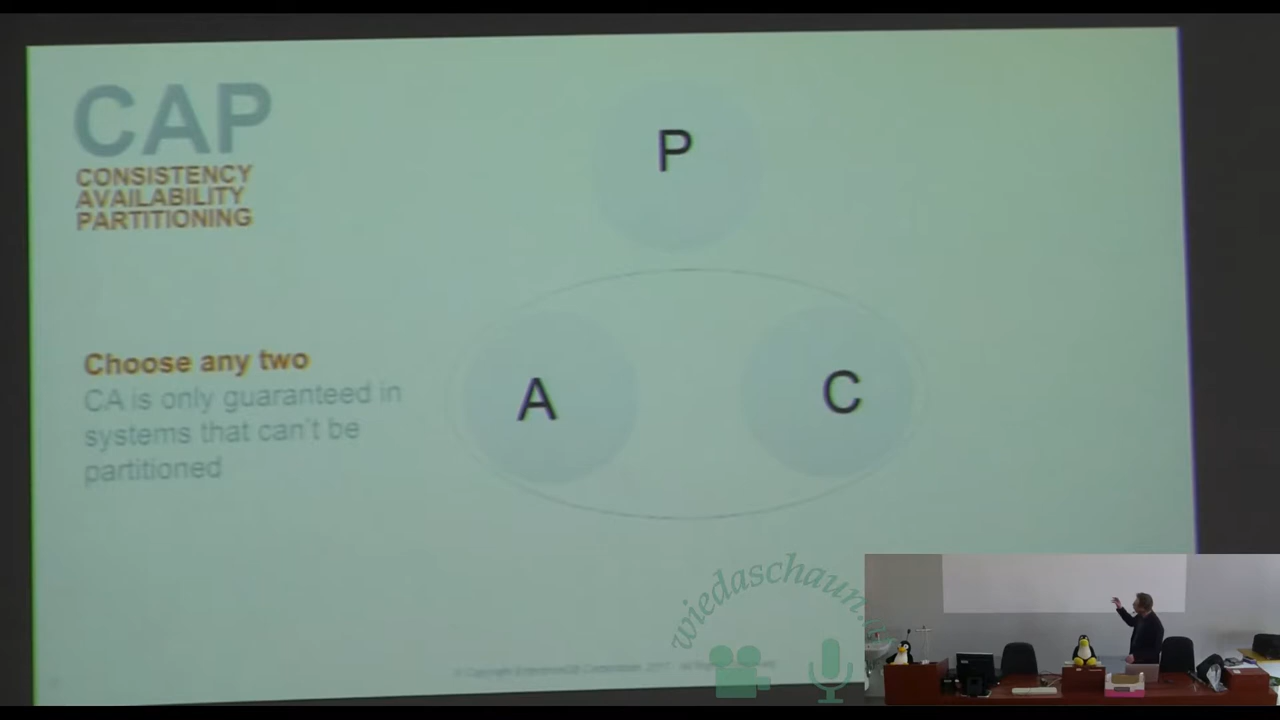 CAP
CONSISTENCY
AVAILABILITY
PARTITIONING
P
A
C
Choose any two
CA is only guaranteed in
systems that can't be
partitioned
wiedaschaun.